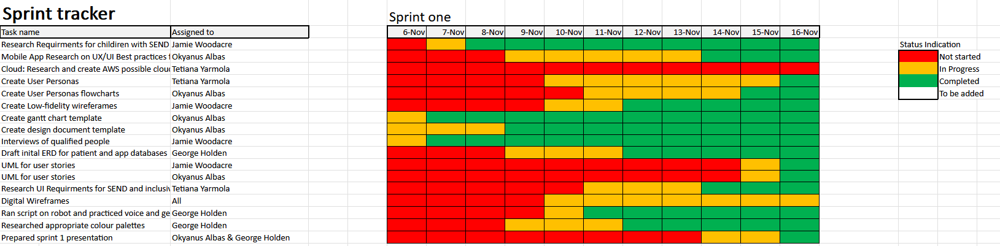 Sprint tracker
Sprint one
Task name Assigned to 6-Nov 7-Nov 8-Nov 9-Nov 10-Nov 11-Nov 12-Nov 13-Nov 14-Nov 15-Nov 16-Nov
Research Requirments for chiildren with SEND Jamie Woodacre
Status Indication
Mobile App Research on UX/UI Best practices Okyanus Albas
Not started
Cloud: Research and create AWS possible Tetiana Yarmola
In Progress
Create User Personas Tetiana Yarmola
Completed
Create User Personas flowcharts Okyanus Albas
To be added
Create Low-fidelity wireframes Jamie Woodacre
Create gantt chart template Okyanus Albas
Create design document template Okyanus Albas
Interviews of qualified people Jamie Woodacre
Draft inital ERD for patient and app databases George Holden
UML for user stories Jamie Woodacre
UML for user stories Okyanus Albas
Research UI Requirments for SEND and Tetiana Yarmola
Digital Wireframes All
Ran script on robot and practiced voice and George Holden
Researched appropriate colour palettes George Holden
Prepared sprint 1 presentation Okyanus Albas & George Holden